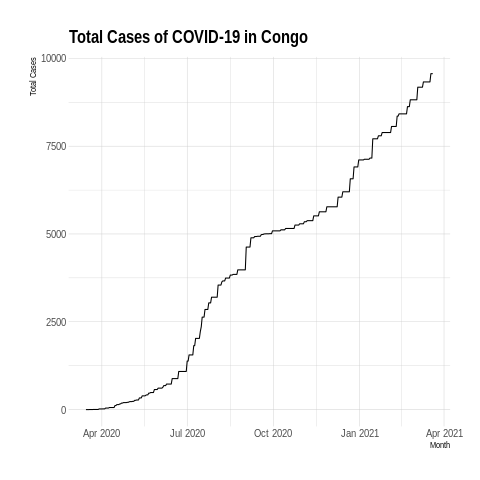 Total Cases of COVID-19 in Congo
Total Cases
10000
7500
5000
2500
0
Apr 2020 Jul 2020 Oct 2020 Jan 2021 Apr 2021
Month